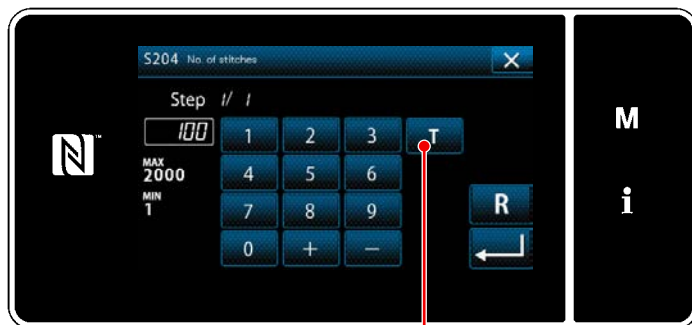 S204 No. of stitches
Step 1/ 1
100 1 2 3 T
MAX
2000 4 5 6
MIN
1 7 8 9 R
0 + −
M
i
N